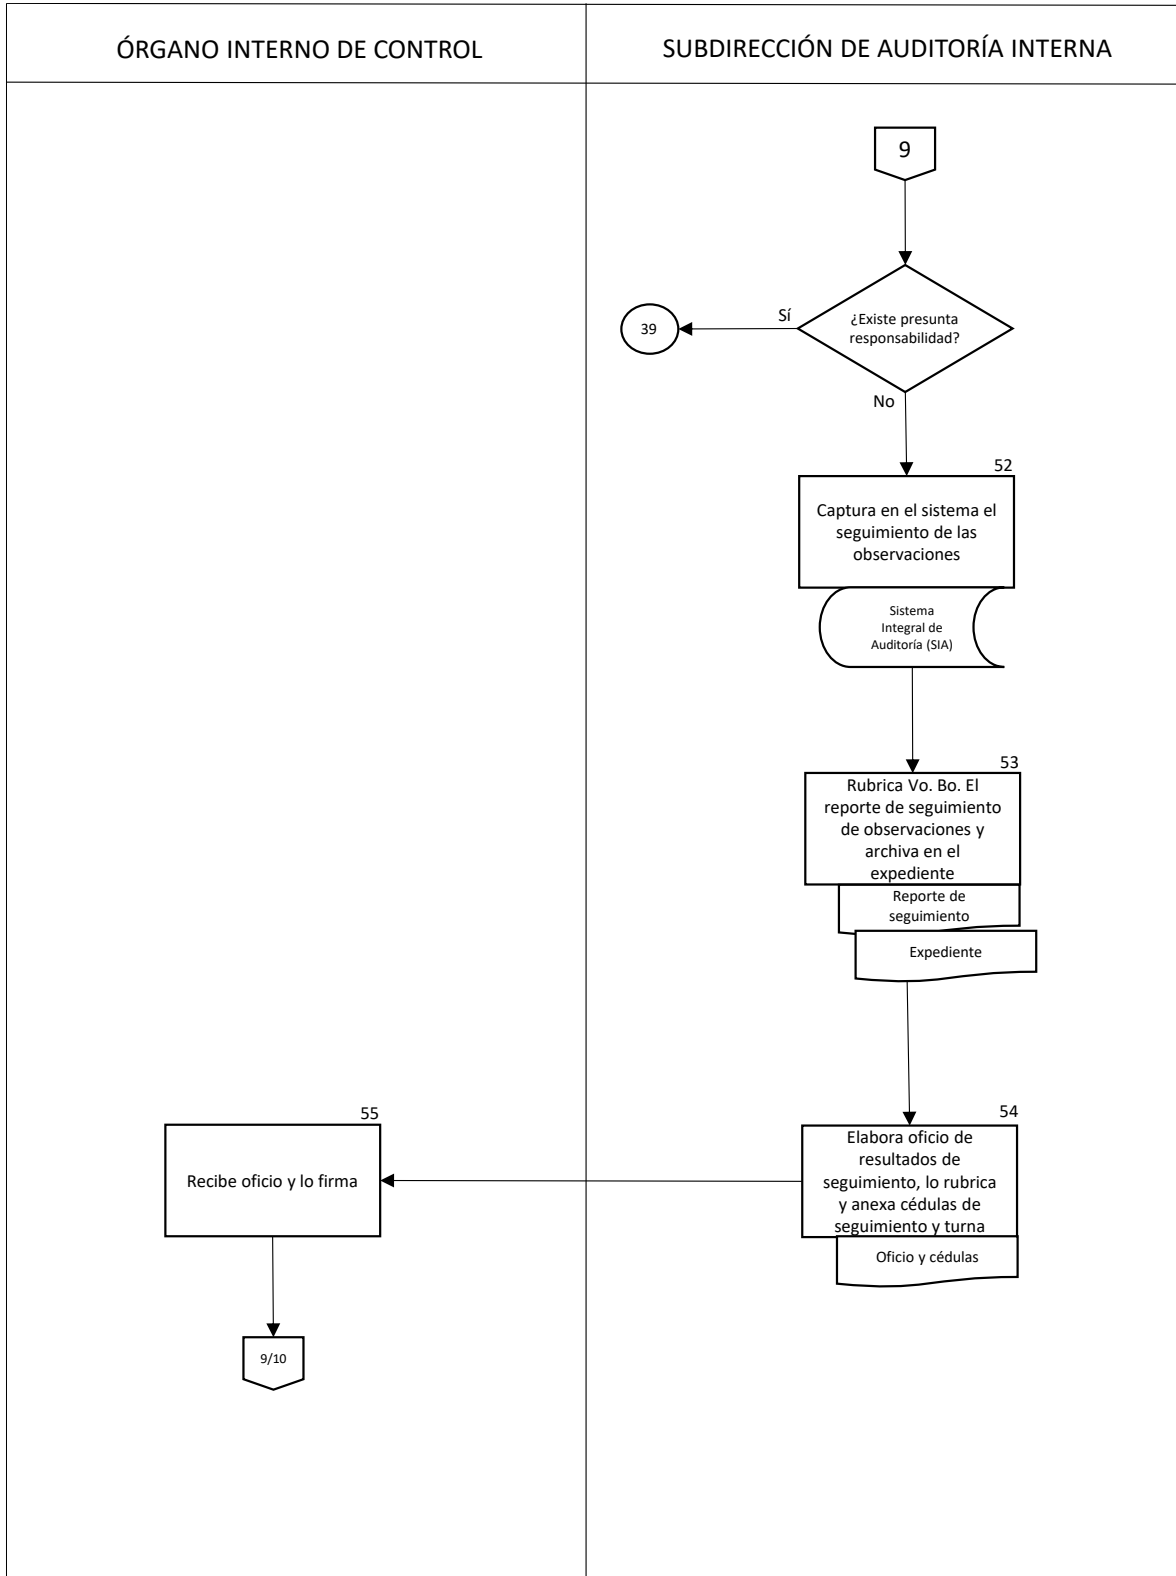 ÓRGANO INTERNO DE CONTROL
SUBDIRECCIÓN DE AUDITORÍA INTERNA
9
¿Existe presunta
responsabilidad?
Sí
39
No
52
Captura en el sistema el
seguimiento de las
observaciones
Sistema
Integral de
Auditoría (SIA)
53
Rubrica Vo. Bo. El
reporte de seguimiento
de observaciones y
archiva en el
expediente
Reporte de
seguimiento
Expediente
54
Elabora oficio de
resultados de
seguimiento, lo rubrica
y anexa cédulas de
seguimiento y turna
Oficio y cédulas
55
Recibe oficio y lo firma
9/10